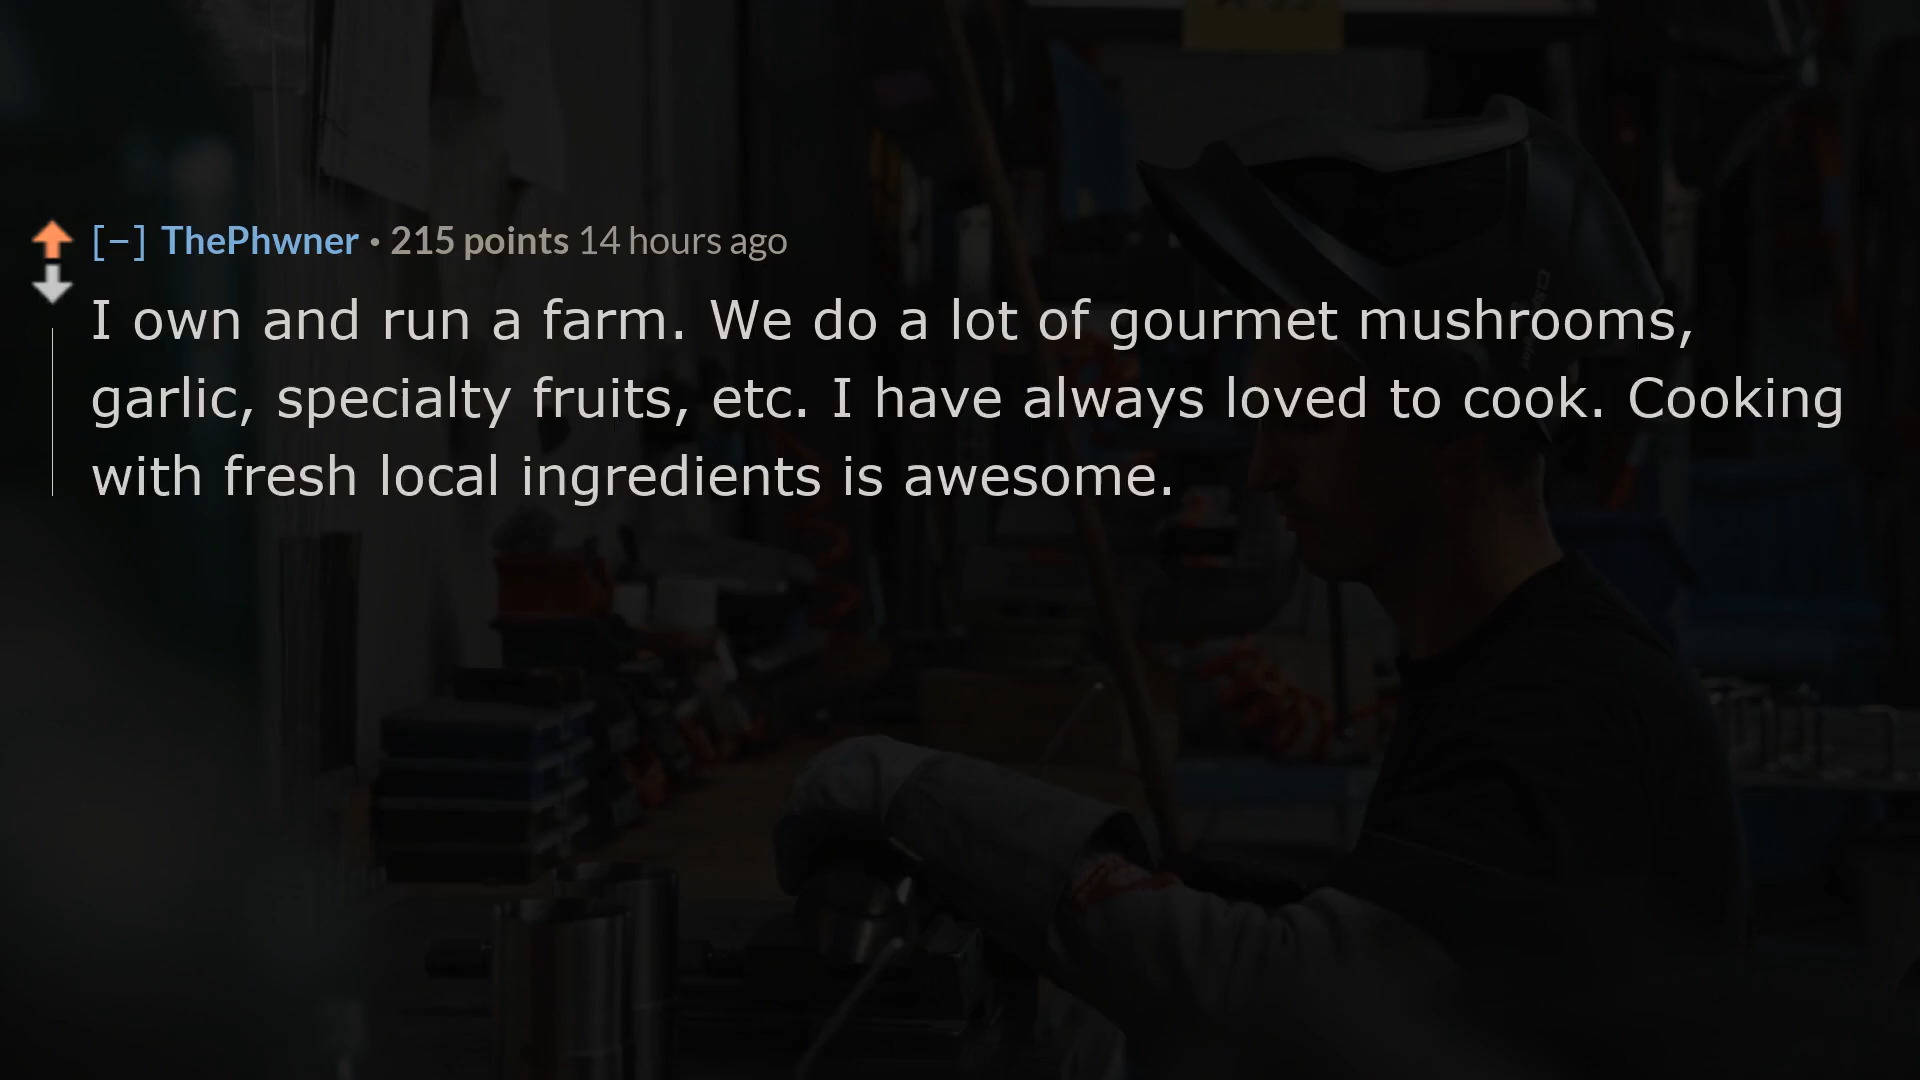 [−] ThePhwner • 215 points 14 hours ago
I own and run a farm. We do a lot of gourmet mushrooms,
garlic, specialty fruits, etc. I have always loved to cook. Cooking
with fresh local ingredients is awesome.